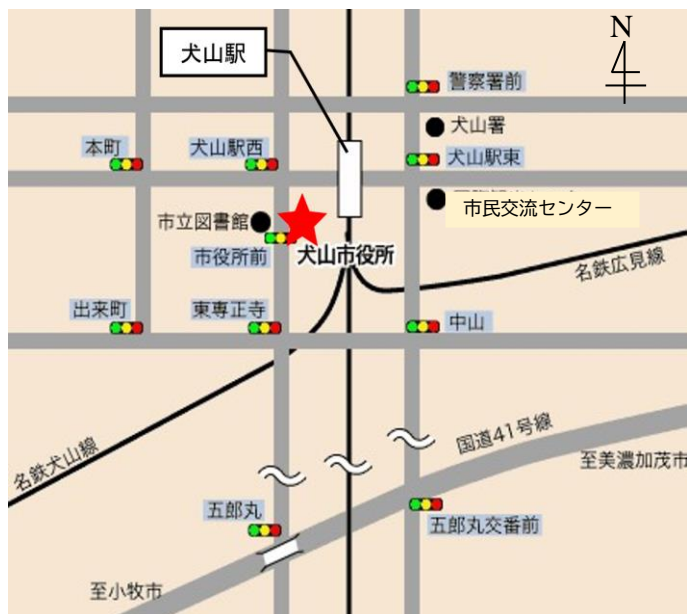 N
犬山駅
警察署前
犬山署
本町
犬山駅西
犬山駅東
市民交流センター
市立図書館
市役所前
犬山市役所
名鉄広見線
出来町
東専正寺
中山
名鉄犬山線
国道41号線
至美濃加茂市
五郎丸
五郎丸交番前
至小牧市